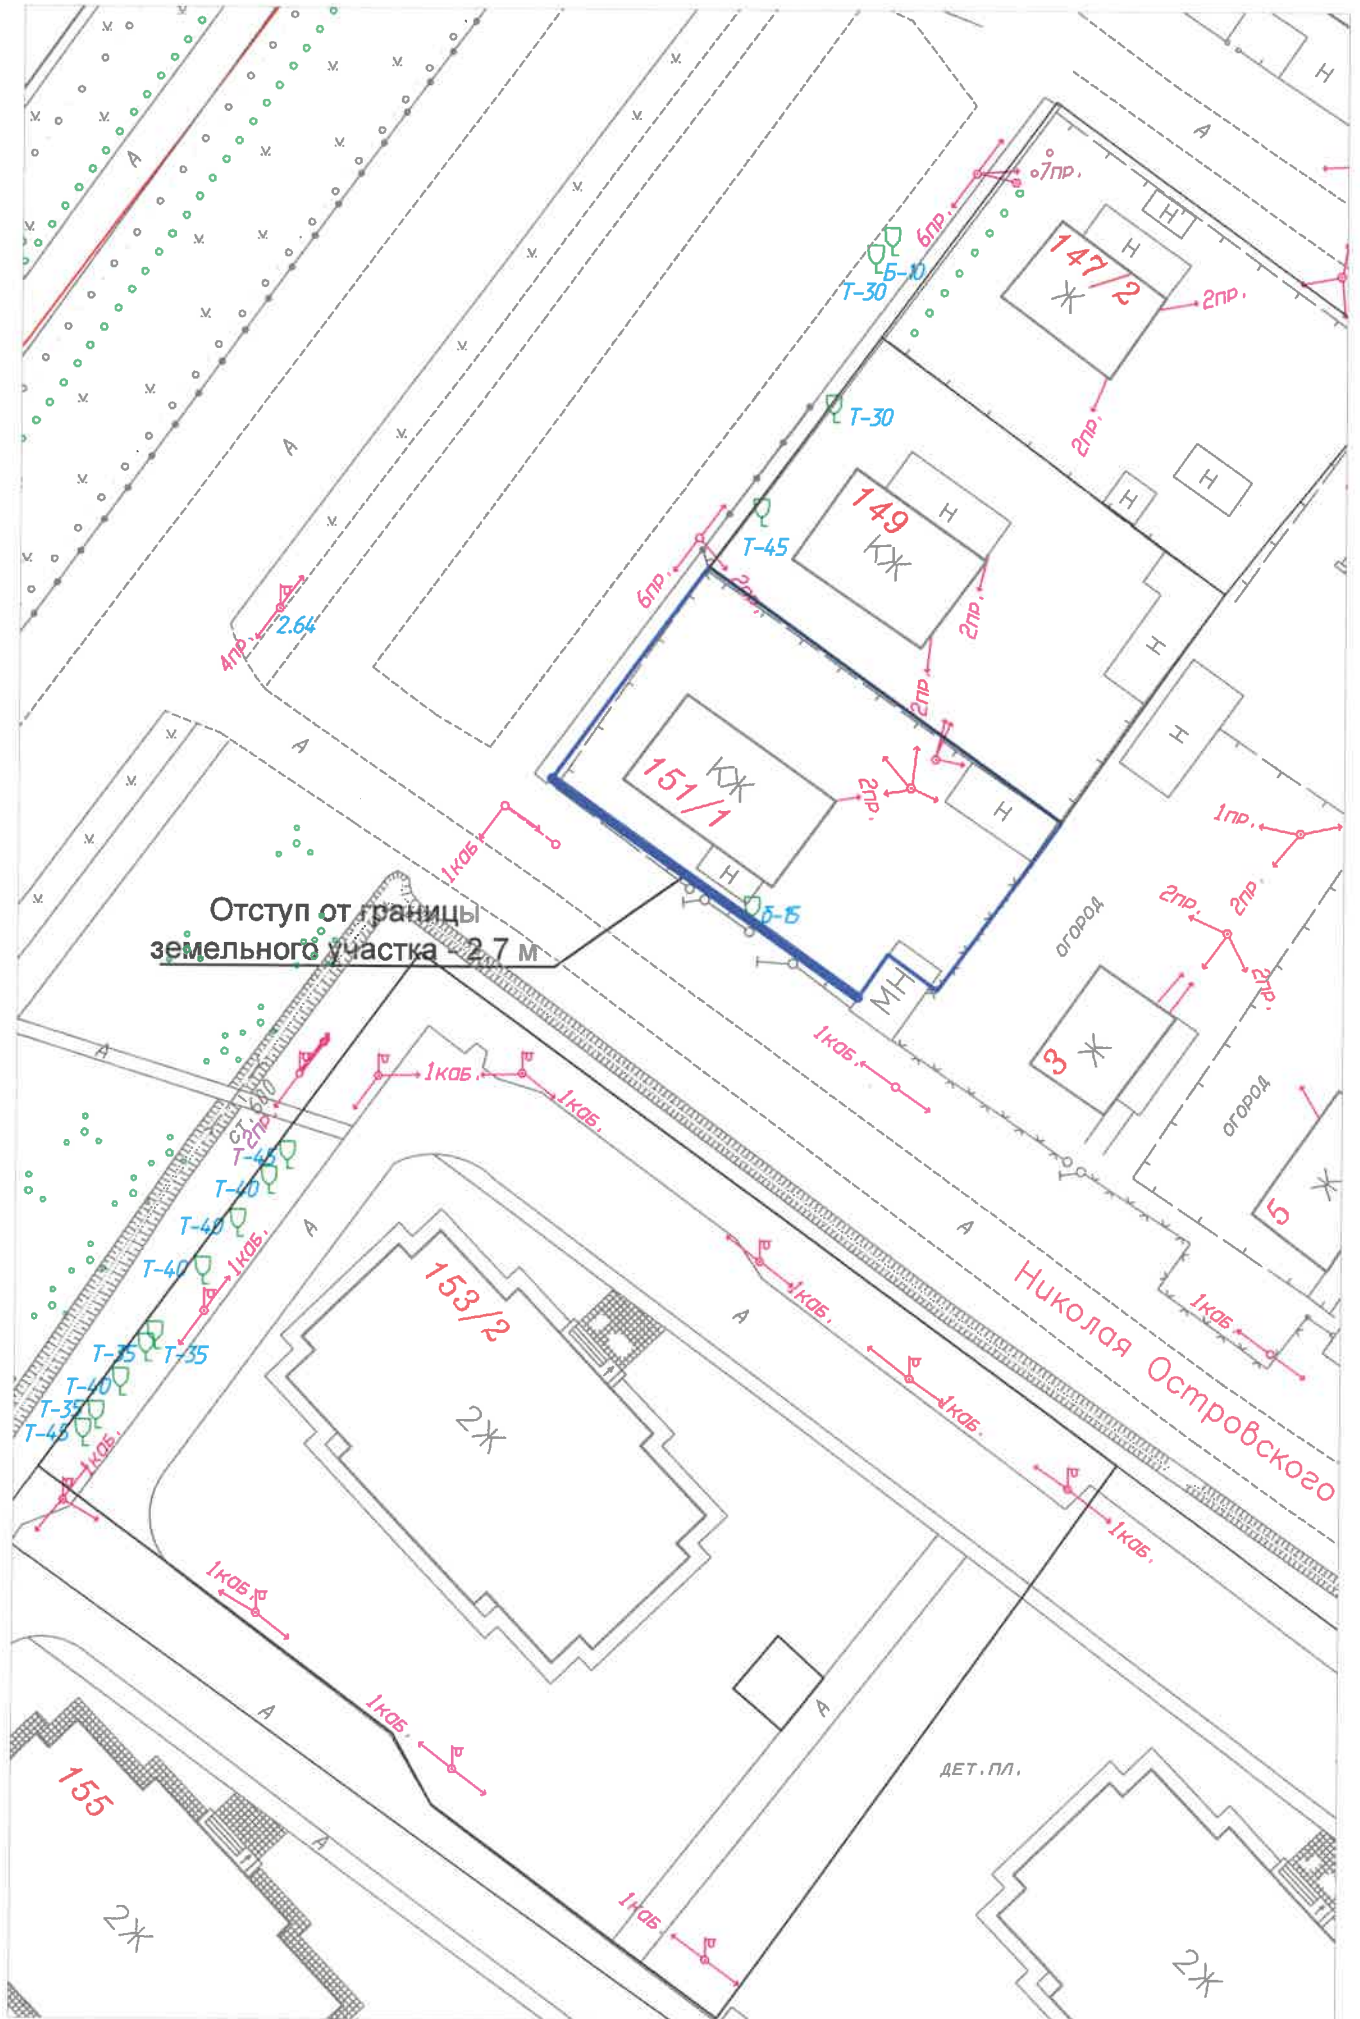 Н
А
А
7пр.
Н
6пр.
Н
147/2
Ж
Б-10
Т-30
2пр.
Т-30
2пр.
А
Н
Н
149
Н
КЖ
Т-45
6пр.
2пр.
2пр.
2.64
4пр.
Н
2пр.
Н
А
КЖ
151/1
2пр.
Н
1пр.
1каб.
Н
2пр.
2пр.
Отступ от границы
земельного участка - 2,7 м
Б-15
ОГОРОД
2пр.
МН
А
1каб.
1каб.
1каб.
3
Ж
ОГОРОД
2пр.
Т-45
Т-40
Т-40
А
1каб.
Т-40
5
Ж
А
153/2
1каб.
А
Николая Островского
1каб.
Т-35
Т-35
Т-40
Т-35
Т-45
1каб.
2Ж
1каб.
1каб.
1каб.
А
1каб.
А
155
ДЕТ.ПЛ.
А
2Ж
1каб.
2Ж